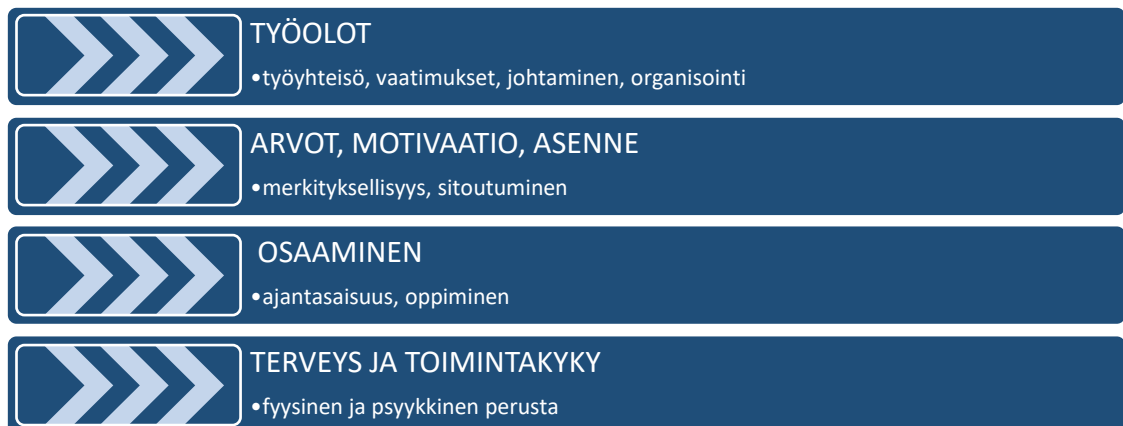 TYÖOLOT
•työyhteisö, vaatimukset, johtaminen, organisointi
ARVOT, MOTIVAATIO, ASENNE
•merkityksellisyys, sitoutuminen
OSAAMINEN
•ajantasaisuus, oppiminen
TERVEYS JA TOIMINTAKYKY
•fyysinen ja psyykkinen perusta